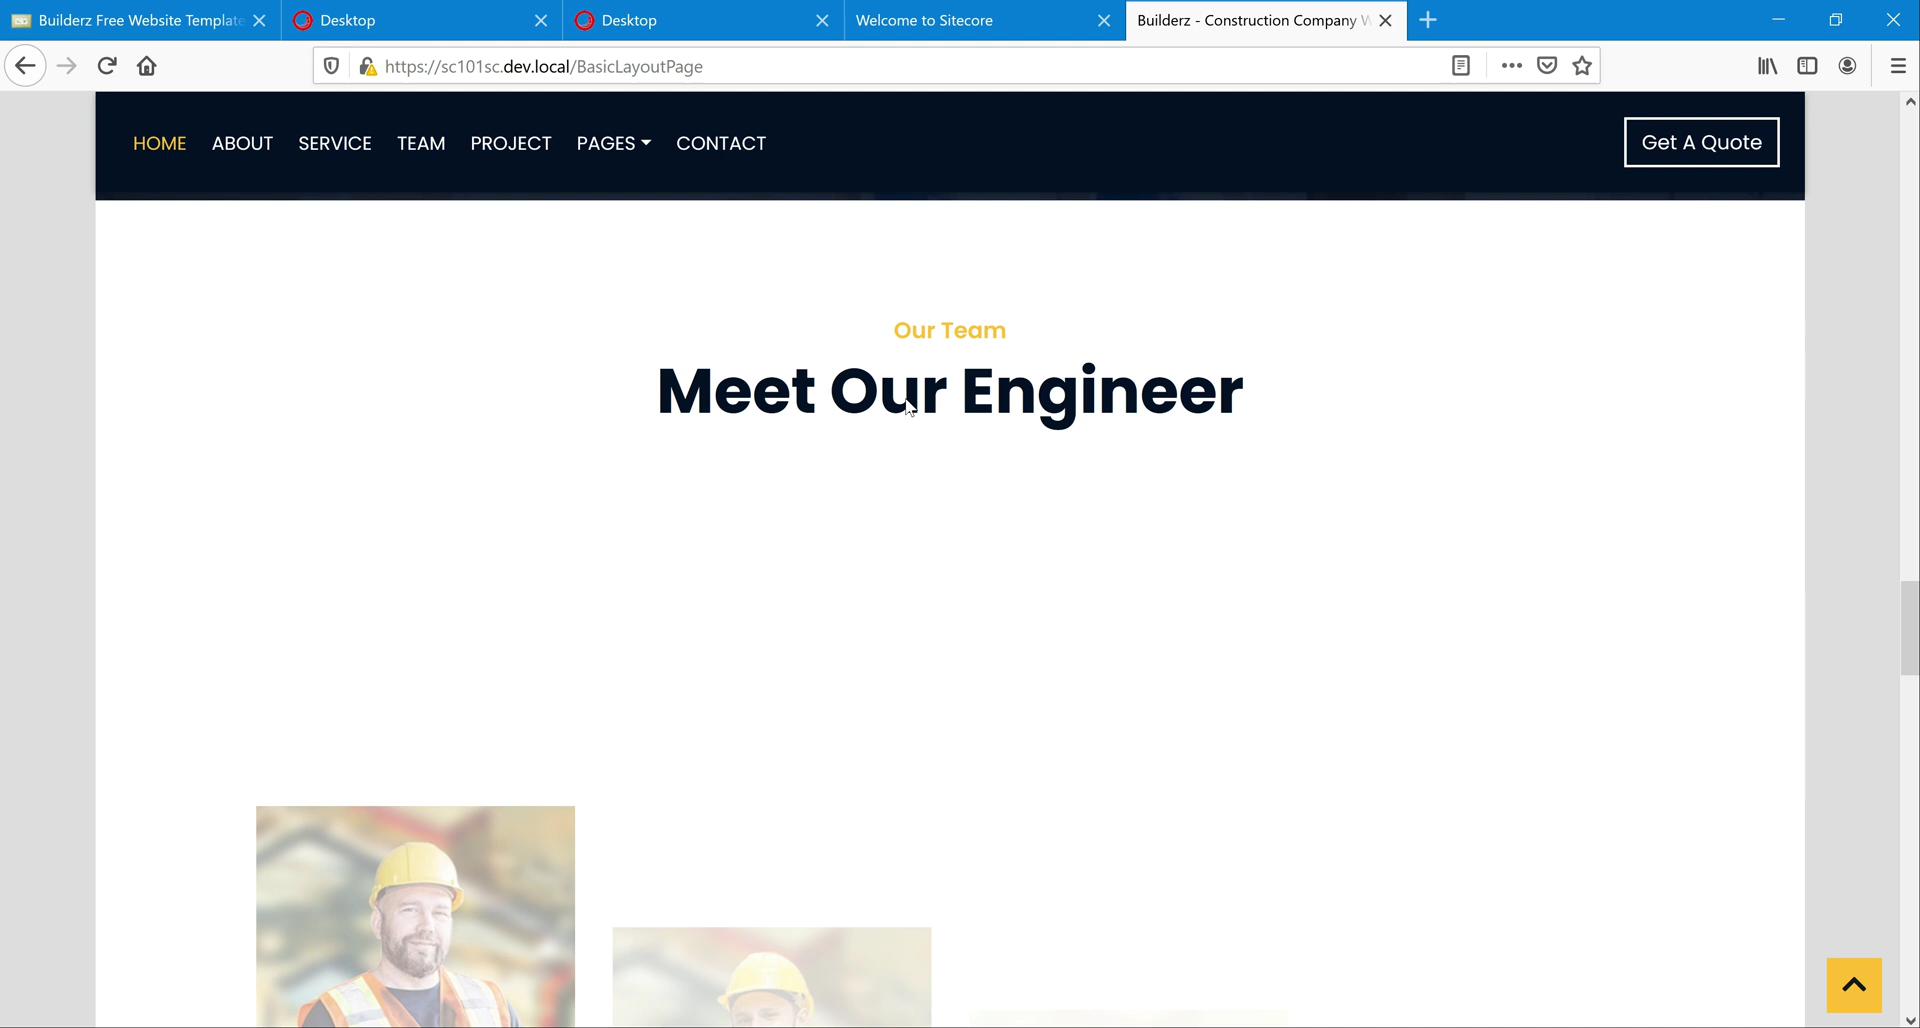 Builderz Free Website Template
Desktop
Desktop
Welcome to Sitecore
Builderz - Construction Company W
https://sc101sc.dev.local/BasicLayoutPage
HOME ABOUT SERVICE TEAM PROJECT PAGES CONTACT
Get A Quote
Our Team
Meet Our Engineer